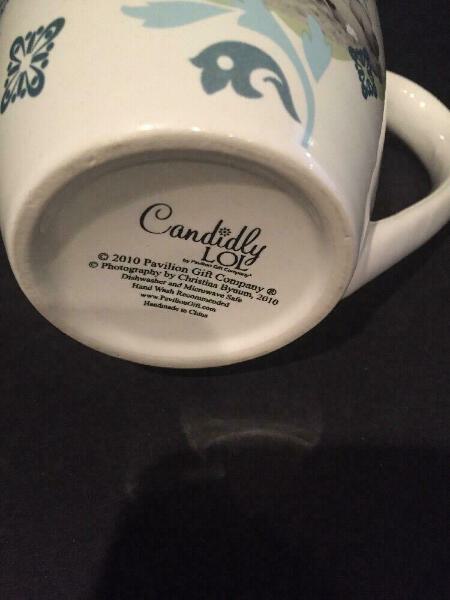 Candidly
LOL
by Pavilion Gift Company®
© 2010 Pavilion Gift Company ®
© Photography by Christina Bynum, 2010
Dishwasher and Microwave Safe
Hand Wash Recommended
www.PavilionGift.com
Handmade in China